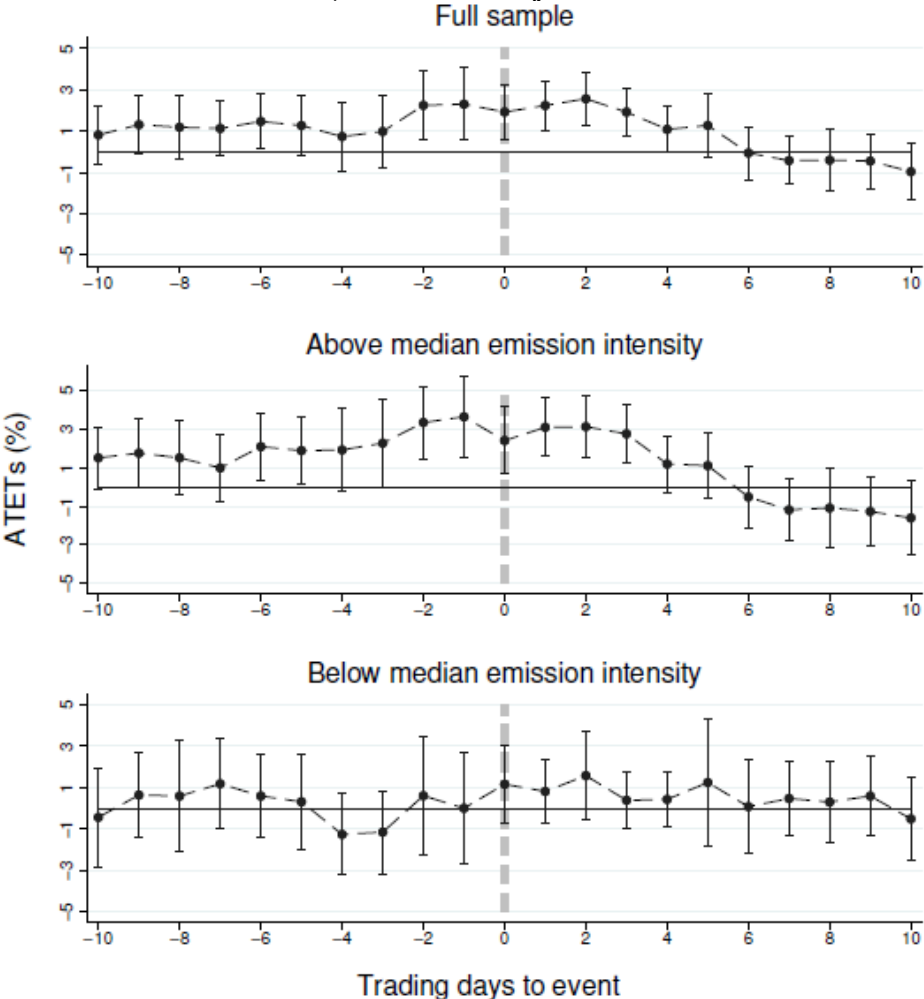 Full sample
5
3
1
−1
−3
−5
−10 −8 −6 −4 −2 0 2 4 6 8 10
Above median emission intensity
ATETs (%)
5
3
1
−1
−3
−5
−10 −8 −6 −4 −2 0 2 4 6 8 10
Below median emission intensity
5
3
1
−1
−3
−5
−10 −8 −6 −4 −2 0 2 4 6 8 10
Trading days to event